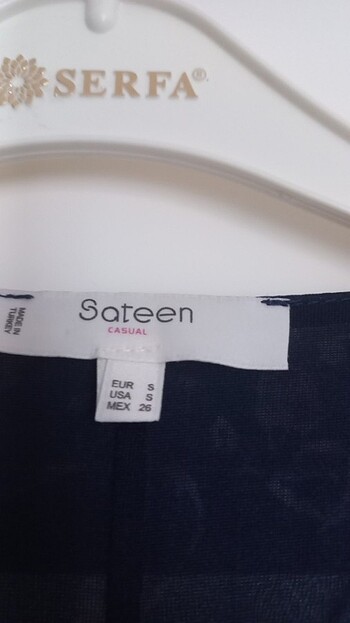 SERFA®
MADE IN
TURKEY
Sateen
CASUAL
EUR S
USA S
MEX 26